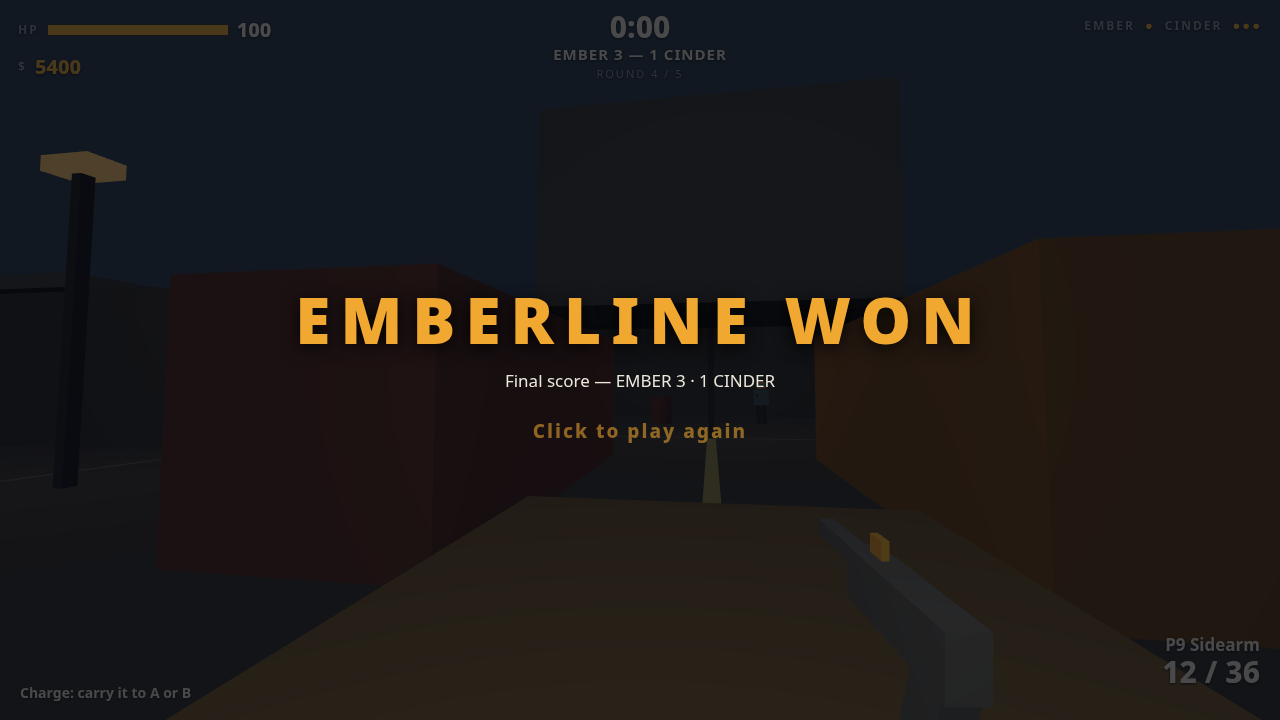 HP 100
$ 5400
0:00
EMBER 3 — 1 CINDER
ROUND 4 / 5
EMBER • CINDER •••
EMBERLINE WON
Final score — EMBER 3 · 1 CINDER
Click to play again
Charge: carry it to A or B
P9 Sidearm
12 / 36